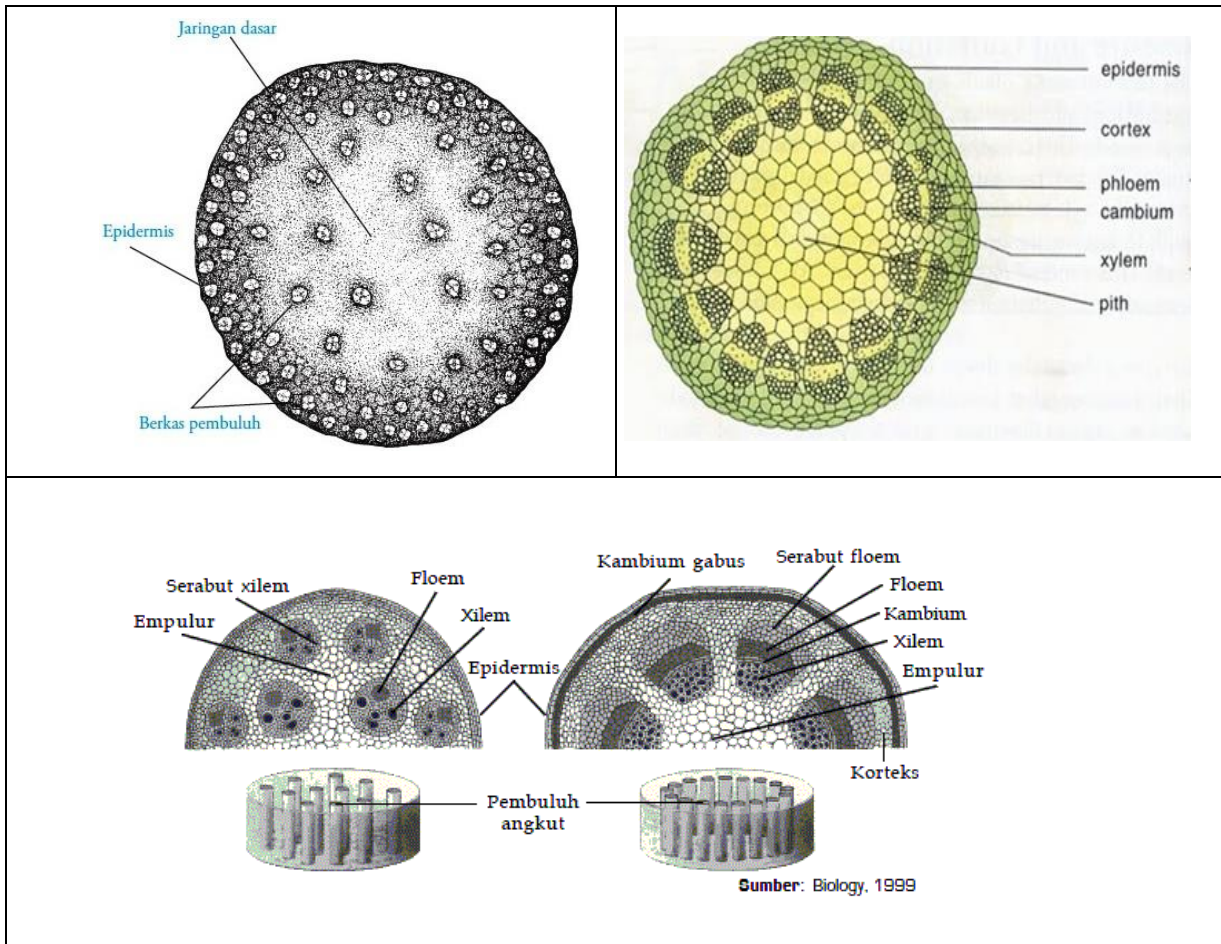 Jaringan dasar
Epidermis
Berkas pembuluh
epidermis
cortex
phloem
cambium
xylem
pith
Serabut xilem
Floem
Empulur
Xilem
Epidermis
Kambium gabus
Serabut floem
Floem
Kambium
Xilem
Empulur
Korteks
Pembuluh
angkut
Sumber: Biology, 1999